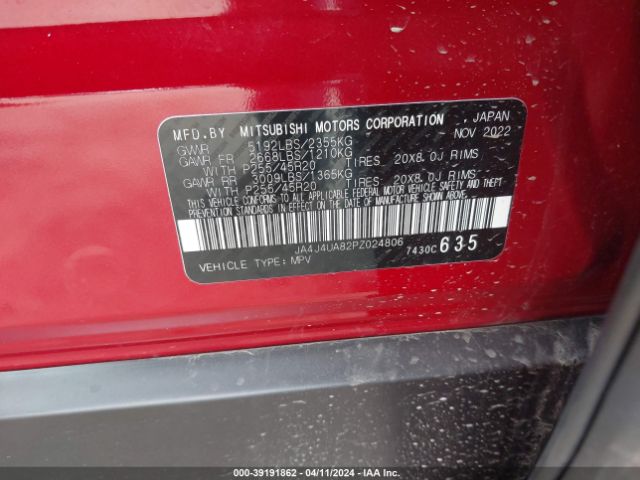 MFD.BY MITSUBISHI MOTORS CORPORATION , JAPAN
NOV 2022
GVWR 5192LBS/2355KG
GAWR FR 2668LBS/1210KG
WITH P255/45R20 TIRES 20X8.0J RIMS
GAWR RR 3009LBS/1365KG
WITH P255/45R20 TIRES 20X8.0J RIMS
THIS VEHICLE CONFORMS TO ALL APPLICABLE FEDERAL MOTOR VEHICLE SAFETY AND THEFT
PREVENTION STANDARDS IN EFFECT ON THE DATE OF MANUFACTURE SHOWN ABOVE.
JA4J4UA82PZ024806
7430C 635
VEHICLE TYPE: MPV
000-39191862 - 04/11/2024 - IAA Inc.